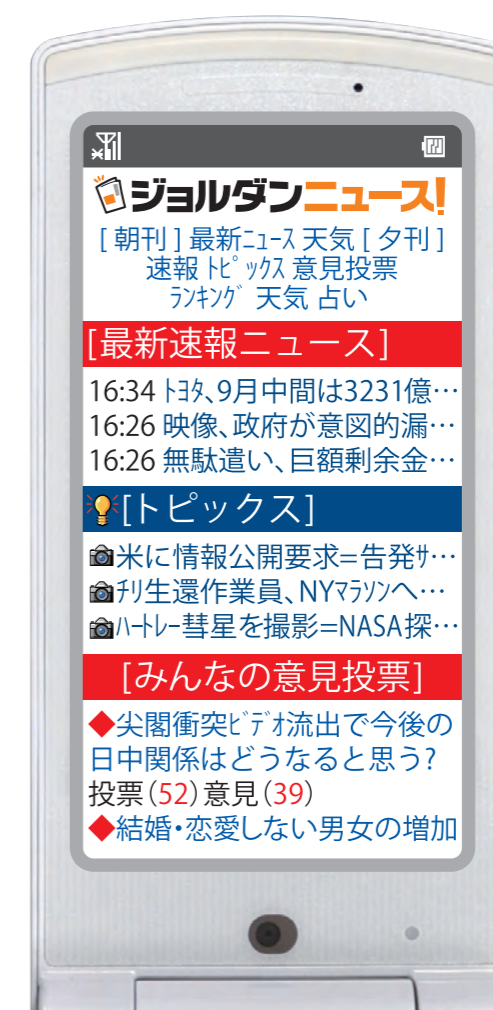 ジョルダンニュース!
[ 朝刊 ] 最新ﾆｭｰｽ 天気 [ 夕刊 ]
速報 ﾄﾋﾟｯｸｽ 意見投票
ﾗﾝｷﾝｸﾞ 天気 占い
[最新速報ニュース]
16:34 ﾄﾖﾀ、9月中間は3231億…
16:26 映像、政府が意図的漏…
16:26 無駄遣い、巨額剰余金…
[トピックス]
米に情報公開要求=告発ｻ…
ﾁﾘ生還作業員、NYﾏﾗｿﾝへ…
ﾊｰﾄﾚｰ彗星を撮影=NASA探…
[みんなの意見投票]
◆尖閣衝突ﾋﾞﾃﾞｵ流出で今後の
日中関係はどうなると思う?
投票(52)意見(39)
◆結婚・恋愛しない男女の増加